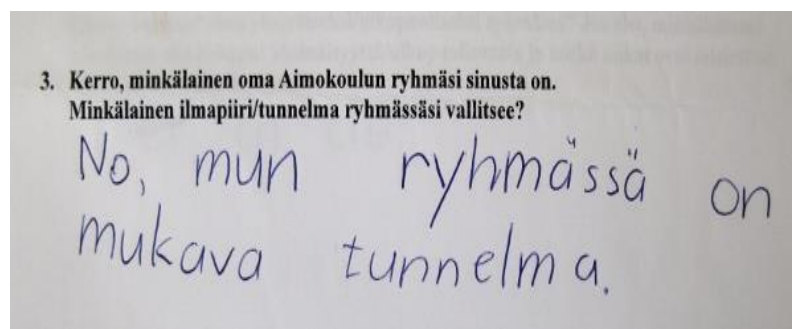 3. Kerro, minkälainen oma Aimokoulun ryhmäsi sinusta on.
Minkälainen ilmapiiri/tunnelma ryhmässäsi vallitsee?
No, mun ryhmässä on
mukava tunnelma.